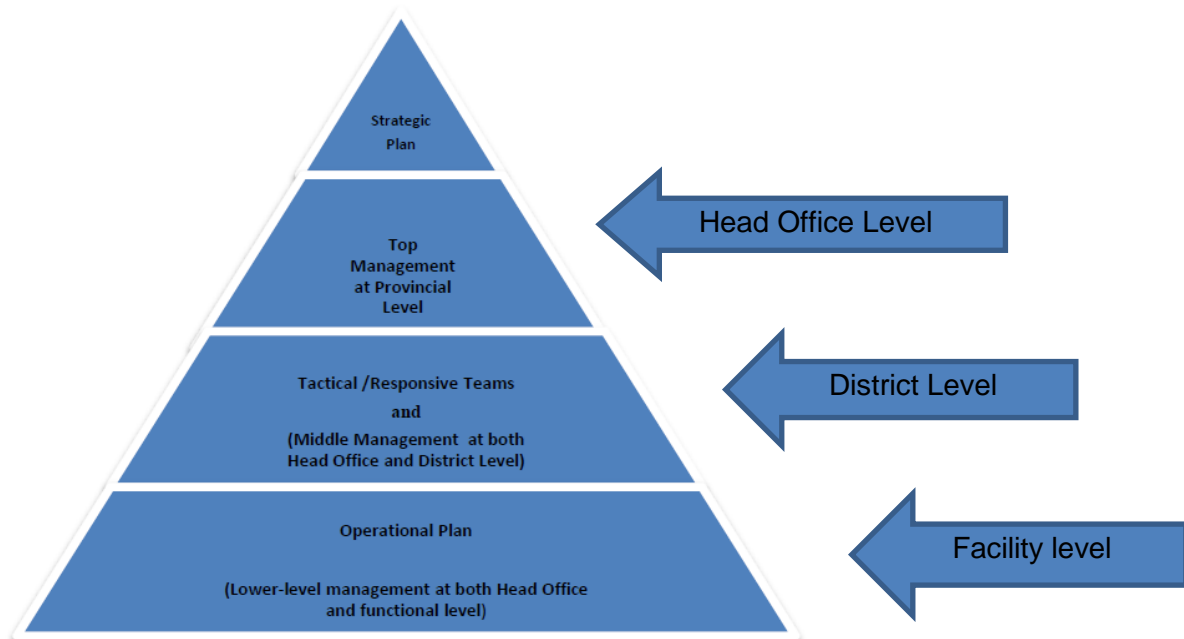 Strategic
Plan
Top
Management
at Provincial
Level
Head Office Level
Tactical /Responsive Teams
and
(Middle Management at both
Head Office and District Level)
District Level
Operational Plan
(Lower-level management at both Head Office
and functional level)
Facility level